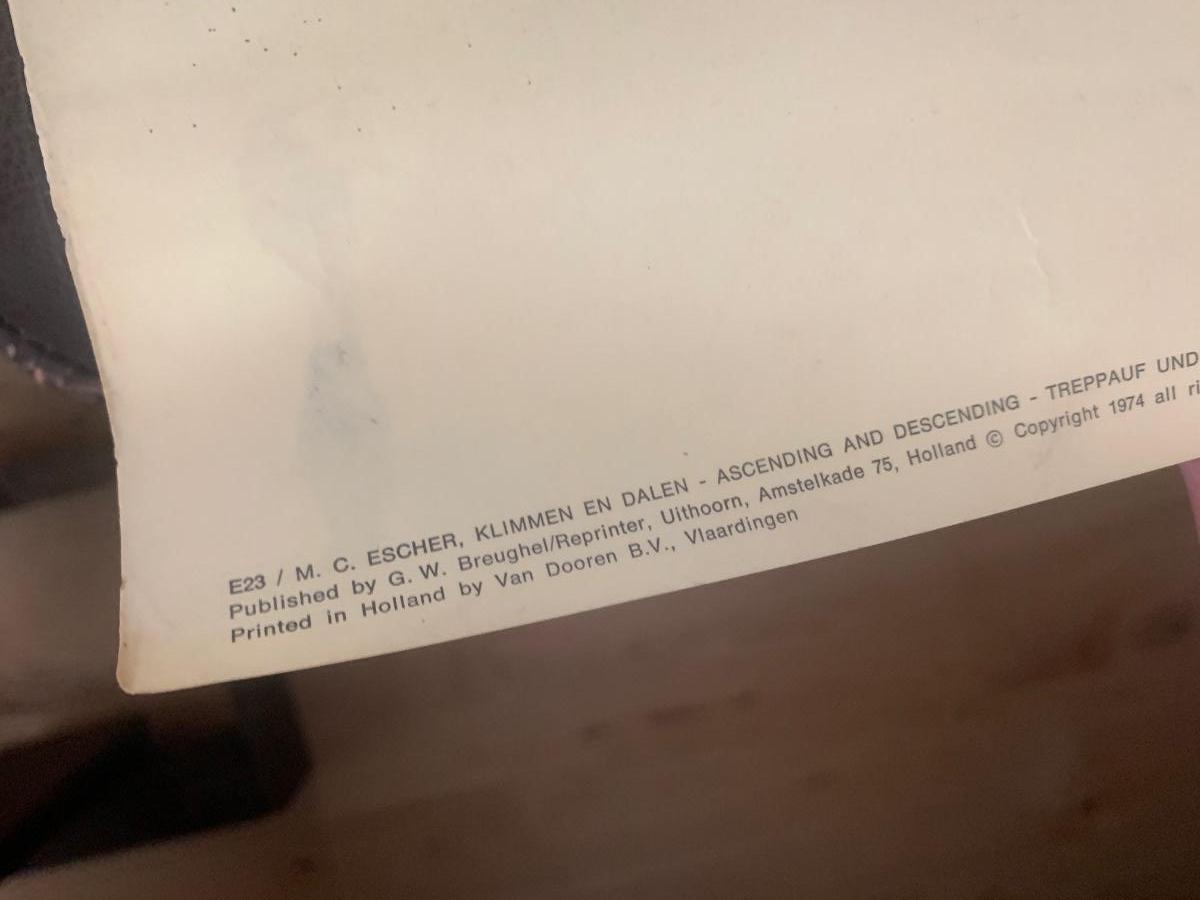 E23 / M. C. ESCHER, KLIMMEN EN DALEN - ASCENDING AND DESCENDING - TREPPAUF UND
Published by G. W. Breughel/Reprinter, Uithoorn, Amstelkade 75, Holland © Copyright 1974 all ri
Printed in Holland by Van Dooren B.V., Vlaardingen